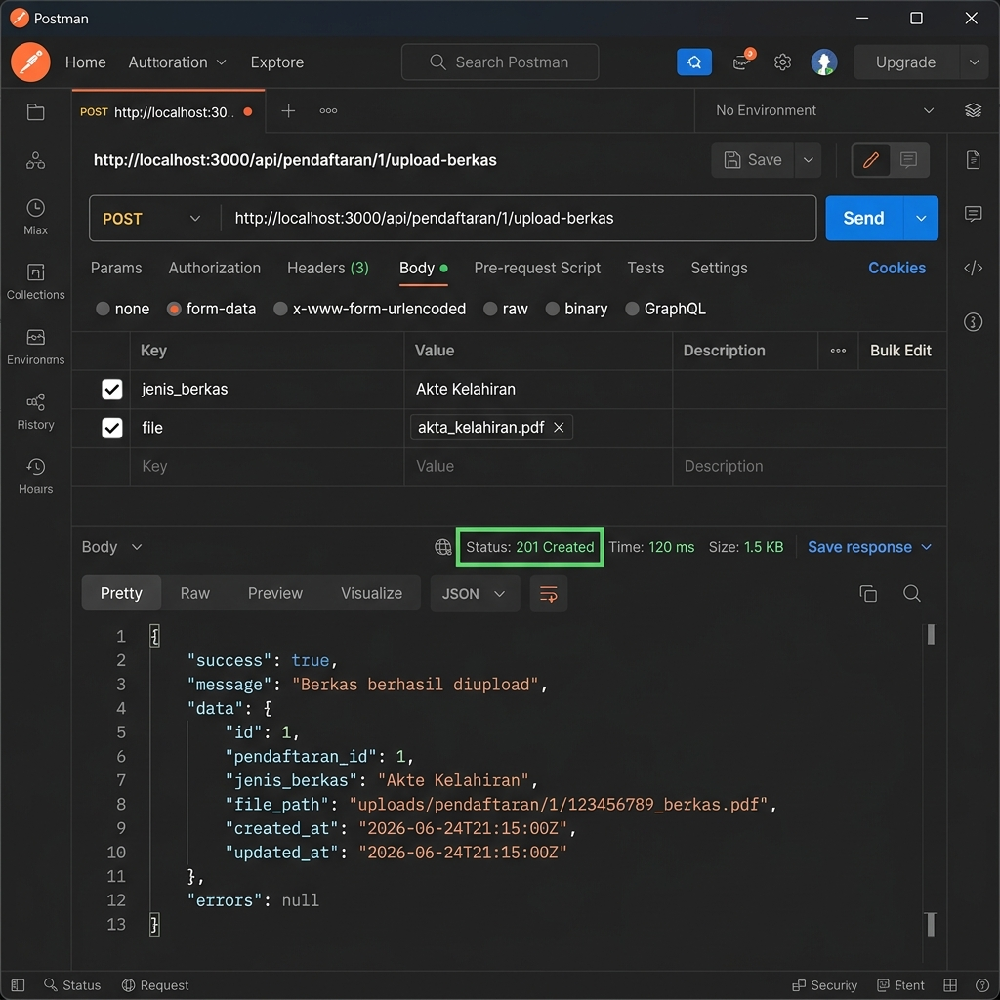 Postman
Home Auttoration Exptore Search Postman 3 Upgrade
POST http://localhost:30.. No Environment
http://localhost:3000/api/pendaftaran/1/upload-berkas Save
POST http://localhost:3000/api/pendaftaran/1/upload-berkas Send
Params Authorization Headers (3) Body Pre-request Script Tests Settings Cookies
none form-data x-www-form-urlencoded raw binary GraphQL
Key Value Description Bulk Edit
jenis_berkas Akte Kelahiran
file akta_kelahiran.pdf
Key Value Description
Miax
Collections
Environms
Ristory
Hoairs
Body Status: 201 Created Time: 120 ms Size: 1.5 KB Save response
Pretty Raw Preview Visualize JSON
1 {
2 "success": true,
3 "message": "Berkas berhasil diupload",
4 "data": {
5 "id": 1,
6 "pendaftaran_id": 1,
7 "jenis_berkas": "Akte Kelahiran",
8 "file_path": "uploads/pendaftaran/1/123456789_berkas.pdf",
9 "created_at": "2026-06-24T21:15:00Z",
10 "updated_at": "2026-06-24T21:15:00Z"
11 },
12 "errors": null
13 }
Status Request Security Etent